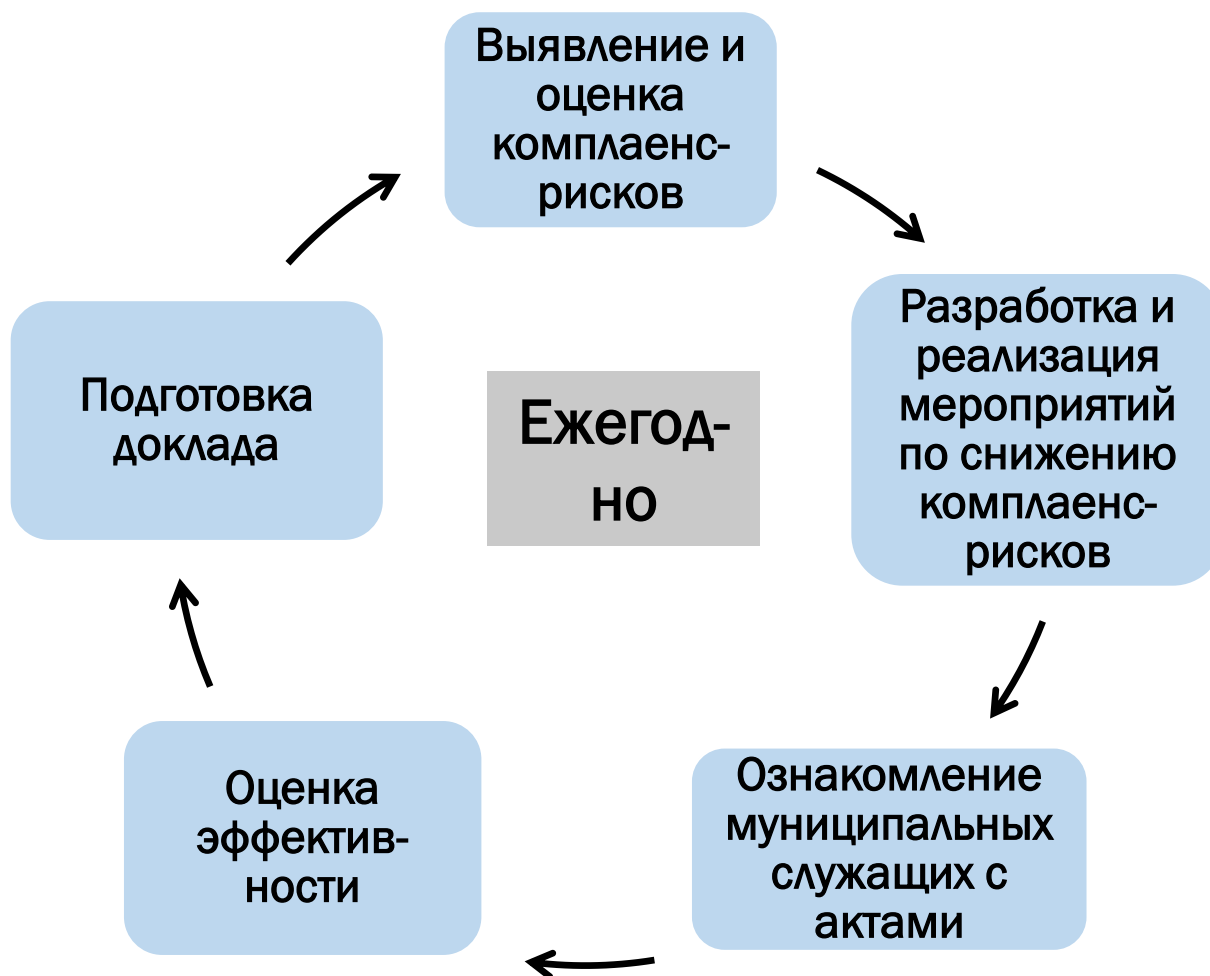 Выявление и
оценка
комплаенс-
рисков
Разработка и
реализация
мероприятий
по снижению
комплаенс-
рисков
Ознакомление
муниципальных
служащих с
актами
Оценка
эффектив-
ности
Подготовка
доклада
Ежегод-
но